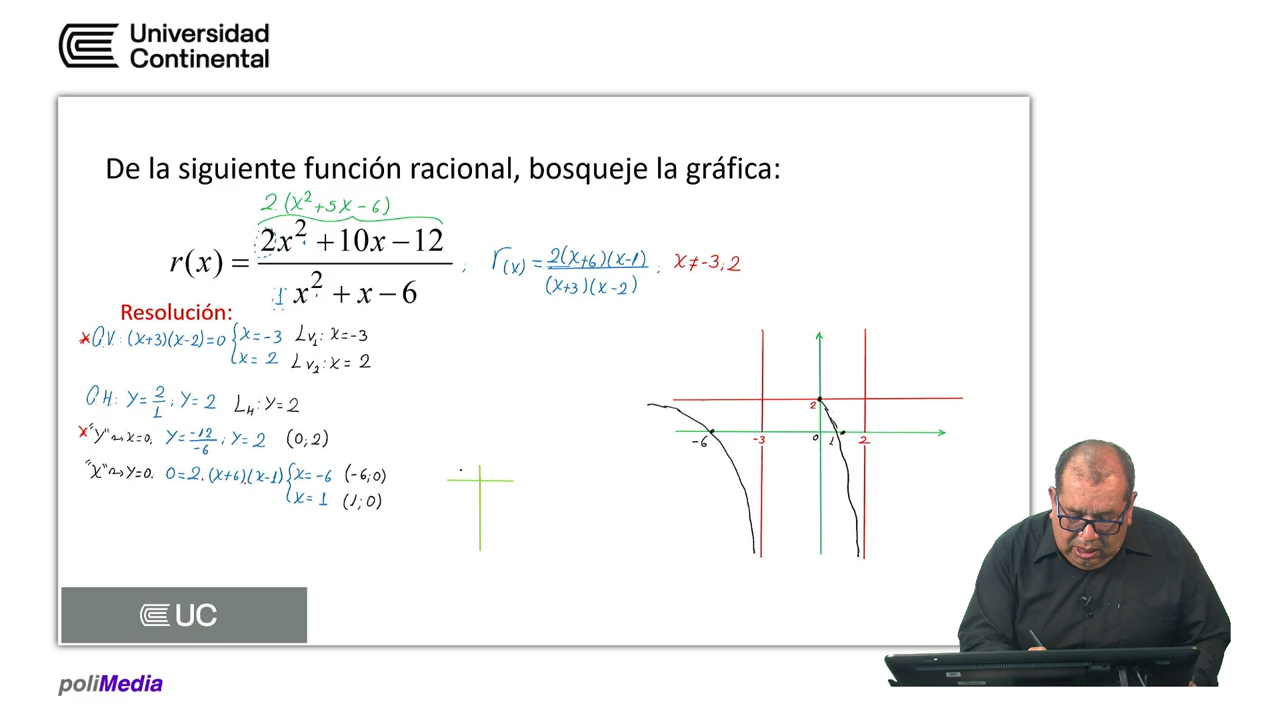 Universidad
Continental
De la siguiente función racional, bosqueje la gráfica:
2.(x²+5x-6)
r(x) = (2x² + 10x − 12)/(1 x² + x − 6) ; r(x) = 2(x+6)(x-1)/(x+3)(x-2) ; x≠-3;2
Resolución:
*A.V.: (x+3)(x-2)=0 { x=-3 Lv₁: x=-3
x=2 Lv₂: x=2
AH: y=2/1; y=2 L_H: y=2
*"y"~>x=0. y=-12/-6; y=2 (0;2)
"x"~>y=0. 0=2.(x+6).(x-1) { x=-6 (-6;0)
x=1 (1;0)
2
-6 -3 0 1 2
UC
poliMedia